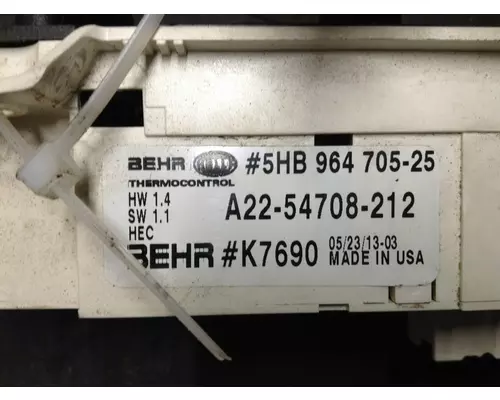 BEHR HELLA #5HB 964 705-25
THERMOCONTROL
HW 1.4
SW 1.1
A22-54708-212
HEC
BEHR #K7690 05/23/13-03
MADE IN USA